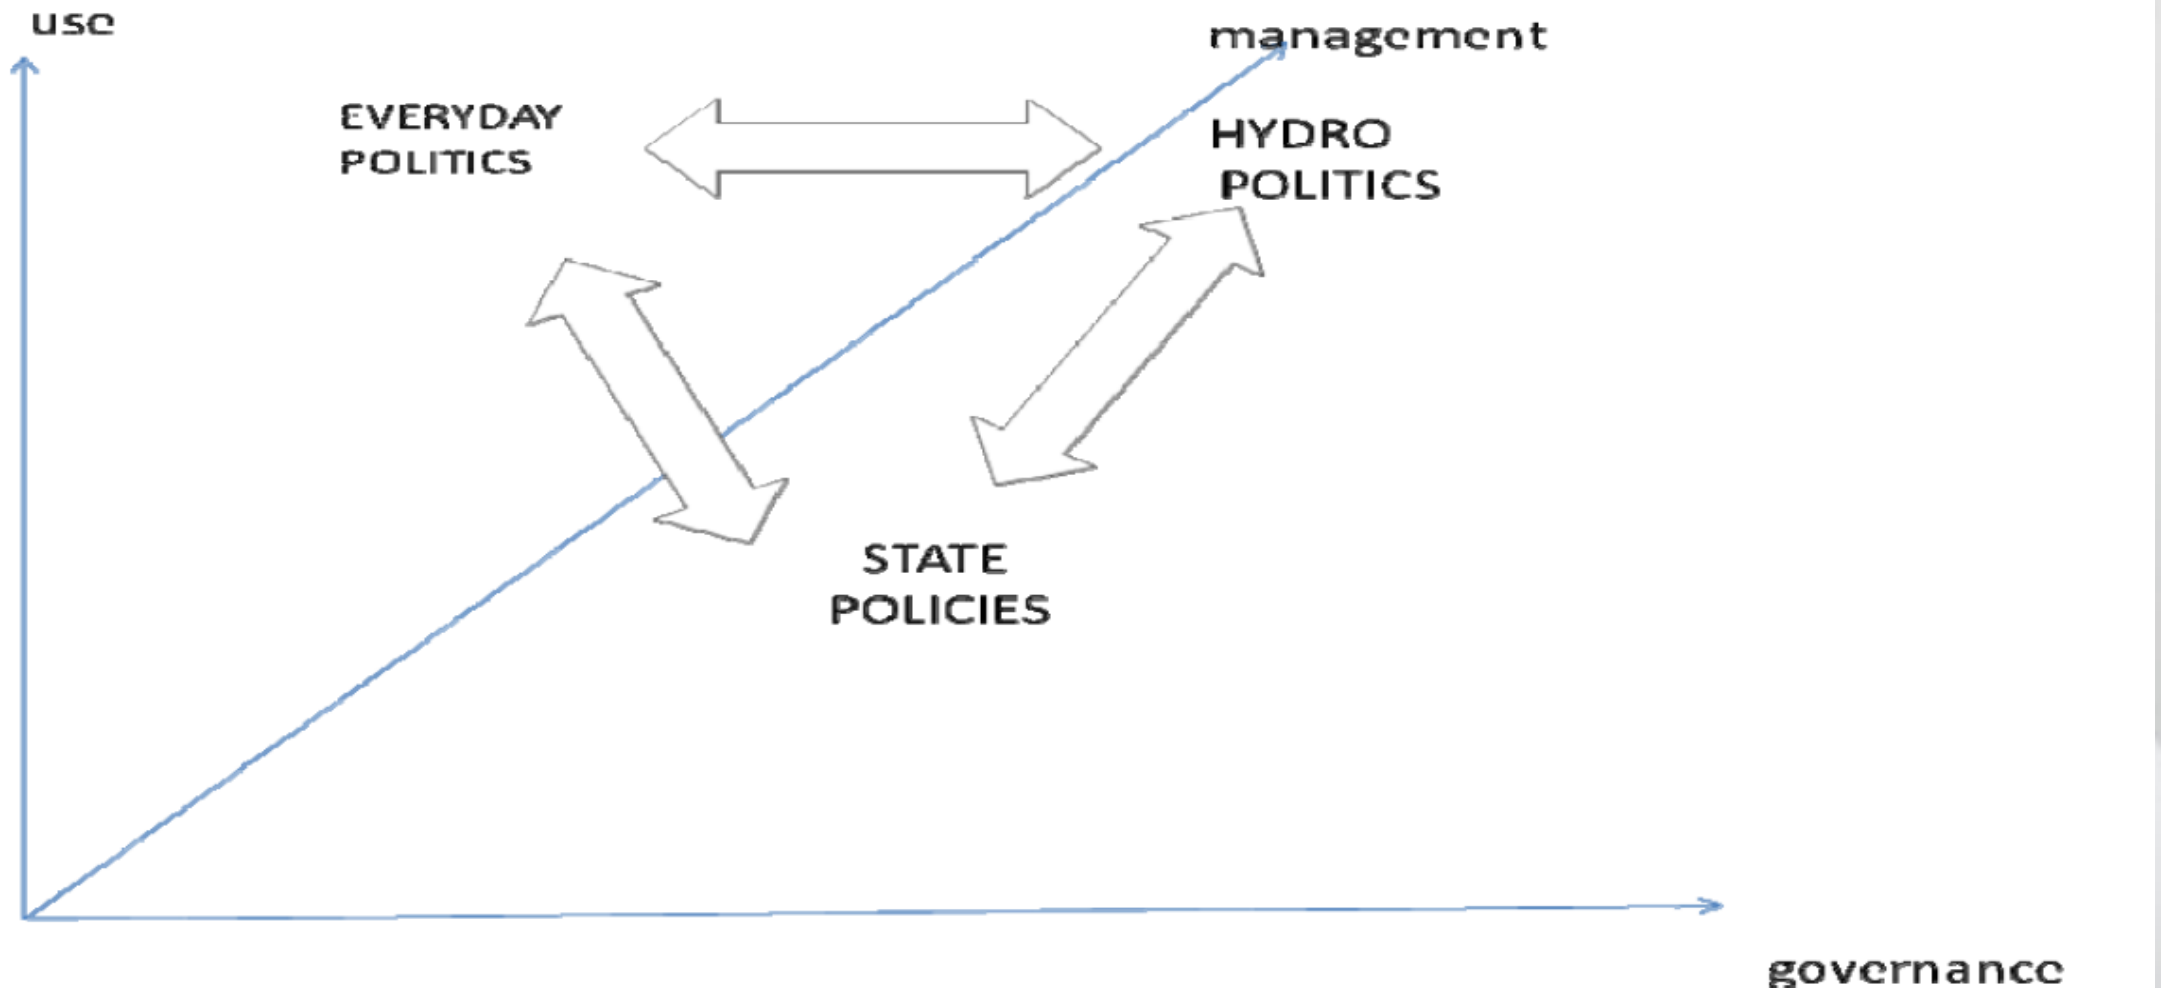 use
management
EVERYDAY
POLITICS
HYDRO
POLITICS
STATE
POLICIES
governance